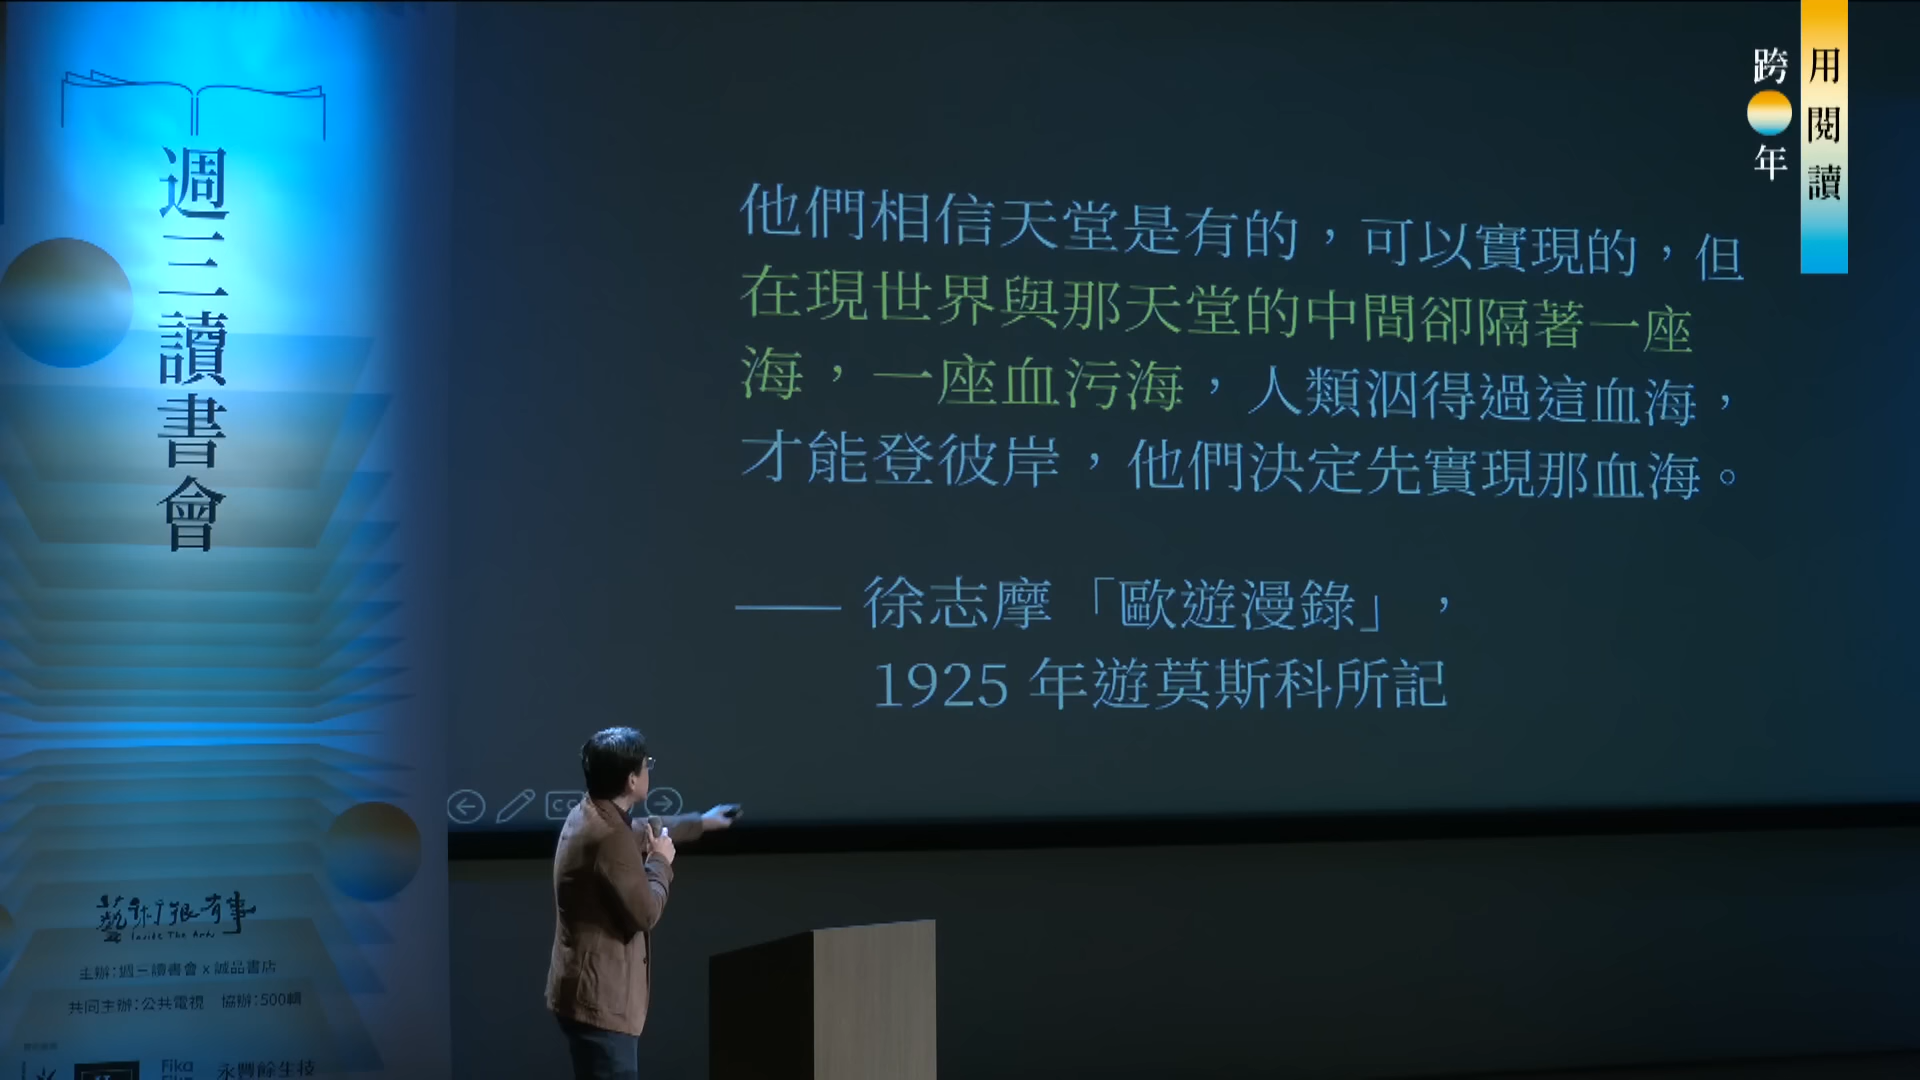 週三讀書會
藝術很有事
Inside The Arts
主辦：週三讀書會 x 誠品書店
共同主辦：公共電視 協辦：500輯
Fika
永豐餘生技
他們相信天堂是有的，可以實現的，但
在現世界與那天堂的中間卻隔著一座
海，一座血污海，人類泅得過這血海，
才能登彼岸，他們決定先實現那血海。
—— 徐志摩「歐遊漫錄」，
1925 年遊莫斯科所記
用閱讀
跨年